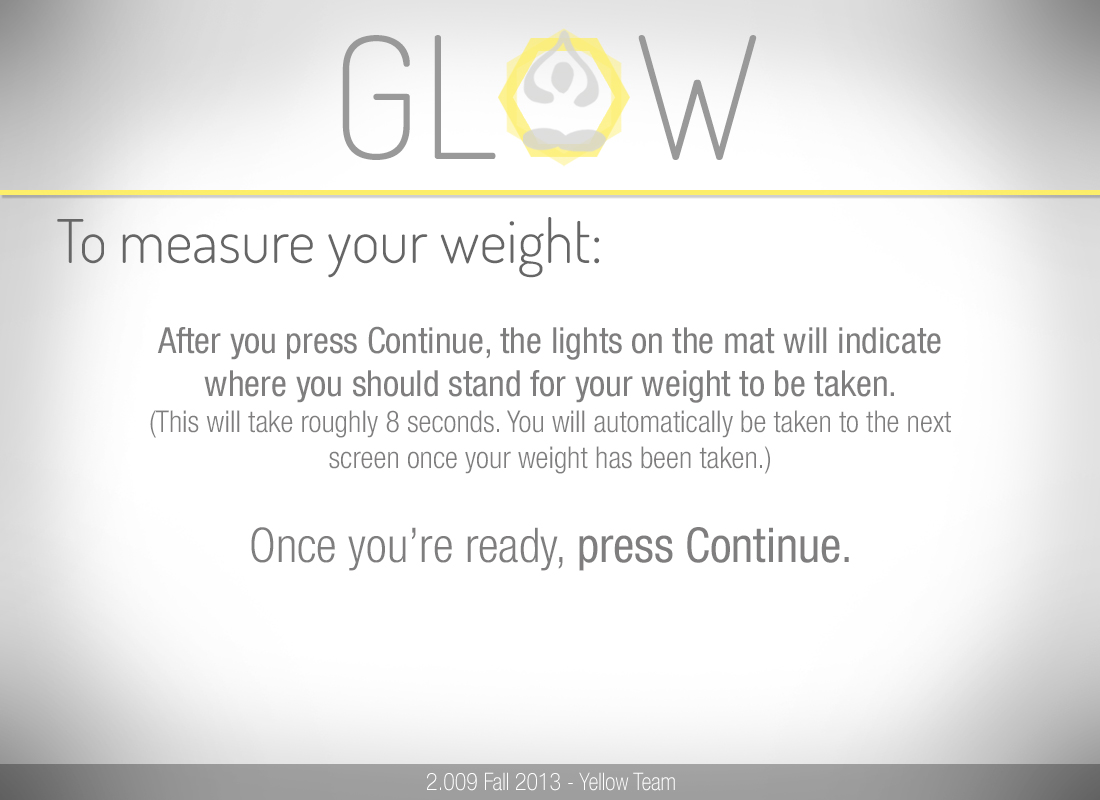 GLOW
To measure your weight:
After you press Continue, the lights on the mat will indicate
where you should stand for your weight to be taken.
(This will take roughly 8 seconds. You will automatically be taken to the next
screen once your weight has been taken.)
Once you’re ready, press Continue.
2.009 Fall 2013 - Yellow Team